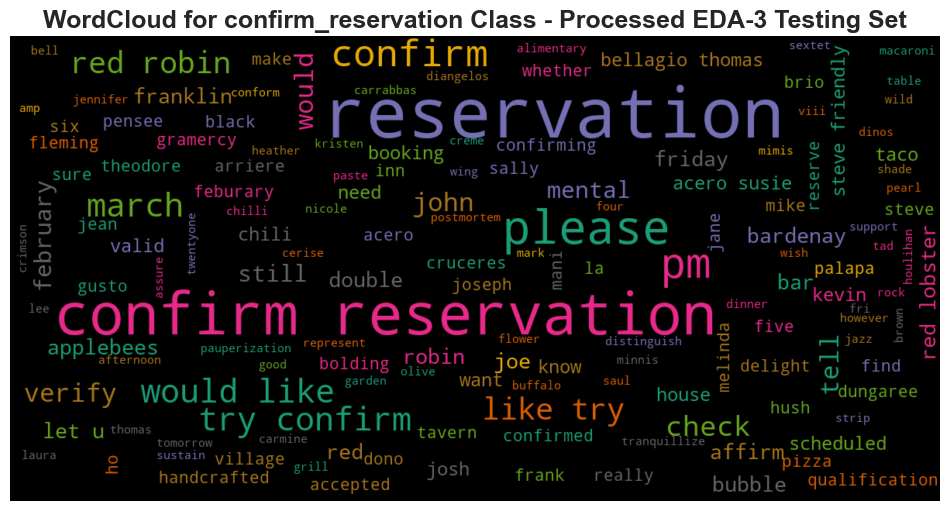 WordCloud for confirm_reservation Class - Processed EDA-3 Testing Set
bell
red robin
make
would
confirm
alimentary
whether
diangelos
bellagio thomas
sextet
macaroni
table
amp
jennifer
franklin
conform
carrabbas
reservation
brio
viii
wild
steve friendly
six
pensee
black
fleming
gramercy
heather
kristen
creme
confirming
booking
friday
mimis
dinos
taco
shade
sure
theodore
arriere
inn
paste
wing
sally
acero susie
reserve
february
march
feburary
need
mental
pearl
chilli
nicole
john
four
mike
steve
crimson
jean
postmortem
please
jane
support
valid
twentyone
chili
acero
bardenay
tad
houlihan
cerise
mark
wish
assure
still
cruceres
mani
la
pm
palapa
red lobster
gusto
double
joseph
bar
kevin
rock
lee
confirm reservation
dinner
fri
five
however
brown
applebees
pauperization
represent
flower
distinguish
tell
jazz
afternoon
good
bolding
robin
joe
know
minnis
melinda
delight
find
garden
olive
want
buffalo
saul
house
dungaree
verify
would like
hush
try confirm
like try
check
strip
let u
thomas
tavern
confirmed
scheduled
tomorrow
carmine
tranquillize
laura
sustain
red
affirm
ho
village
dono
pizza
grill
josh
handcrafted
accepted
frank
really
bubble
qualification